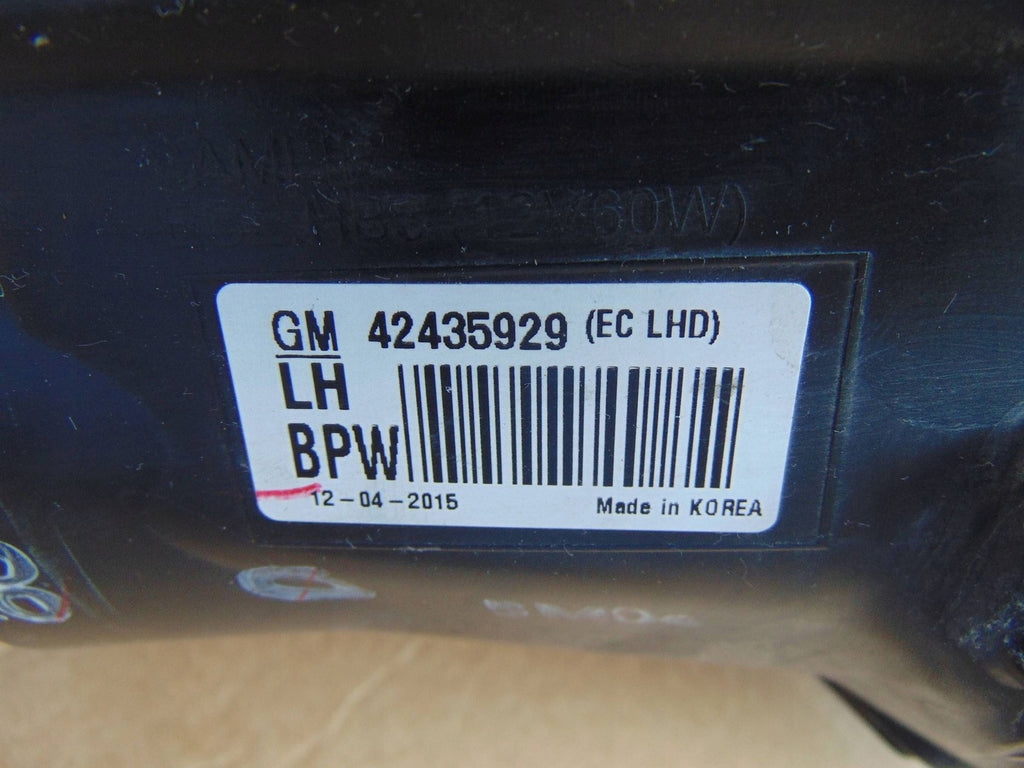 GM 42435929 (EC LHD)
LH
BPW
12-04-2015 Made in KOREA